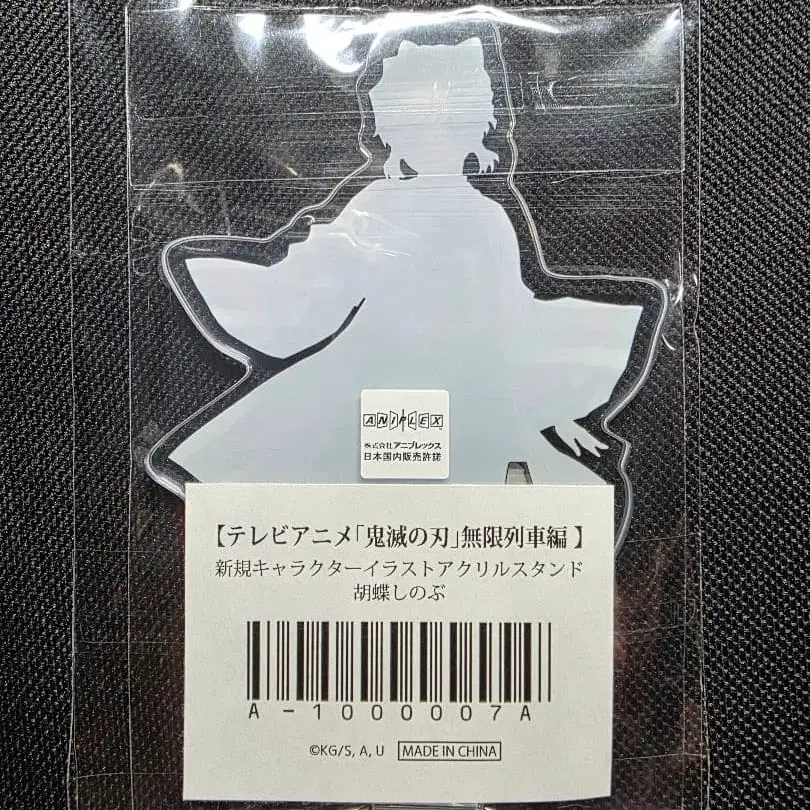 ANIPLEX
株式会社アニプレックス
日本国内販売許諾
【テレビアニメ「鬼滅の刃」無限列車編 】
新規キャラクターイラストアクリルスタンド
胡蝶しのぶ
A-1000007A
©KG/S, A, U MADE IN CHINA